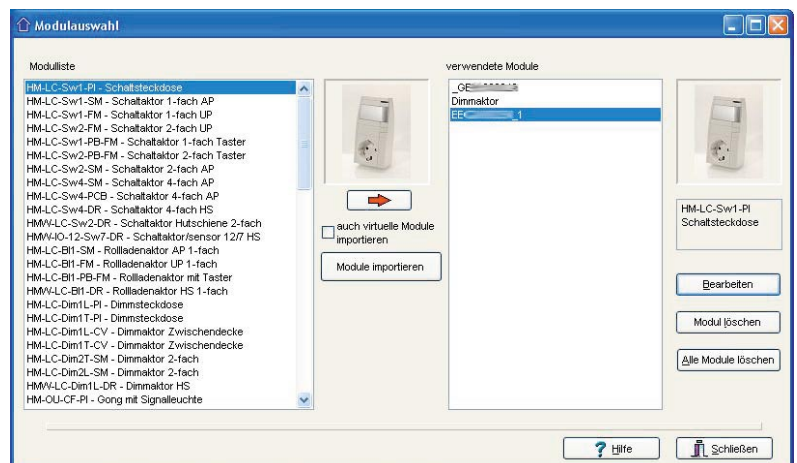 Modulauswahl
Modulliste
HM-LC-Sw1-Pl - Schaltsteckdose
HM-LC-Sw1-SM - Schaltaktor 1-fach AP
HM-LC-Sw1-FM - Schaltaktor 1-fach UP
HM-LC-Sw2-FM - Schaltaktor 2-fach UP
HM-LC-Sw1-PB-FM - Schaltaktor 1-fach Taster
HM-LC-Sw2-PB-FM - Schaltaktor 2-fach Taster
HM-LC-Sw2-SM - Schaltaktor 2-fach AP
HM-LC-Sw4-SM - Schaltaktor 4-fach AP
HM-LC-Sw4-PCB - Schaltaktor 4-fach AP
HM-LC-Sw4-DR - Schaltaktor 4-fach HS
HMW-LC-Sw2-DR - Schaltaktor Hutschiene 2-fach
HMW-IO-12-Sw7-DR - Schaltaktor/sensor 12/7 HS
HM-LC-Bl1-SM - Rollladenaktor AP 1-fach
HM-LC-Bl1-FM - Rollladenaktor UP 1-fach
HM-LC-Bl1-PB-FM - Rollladenaktor mit Taster
HMW-LC-Bl1-DR - Rollladenaktor HS 1-fach
HM-LC-Dim1L-Pl - Dimmsteckdose
HM-LC-Dim1T-Pl - Dimmsteckdose
HM-LC-Dim1L-CV - Dimmaktor Zwischendecke
HM-LC-Dim1T-CV - Dimmaktor Zwischendecke
HM-LC-Dim2T-SM - Dimmaktor 2-fach
HM-LC-Dim2L-SM - Dimmaktor 2-fach
HMW-LC-Dim1L-DR - Dimmaktor HS
HM-OU-CF-Pl - Gong mit Signalleuchte
auch virtuelle Module
importieren
Module importieren
verwendete Module
Dimmaktor
HM-LC-Sw1-Pl
Schaltsteckdose
Bearbeiten
Modul löschen
Alle Module löschen
? Hilfe
Schließen